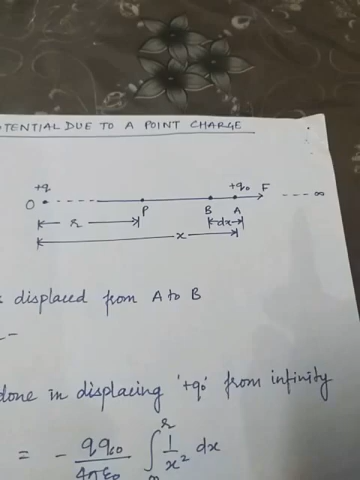 POTENTIAL DUE TO A POINT CHARGE
+q +q₀ F
O P B A ∞
r dx
x
displaced from A to B
done in displacing '+q₀' from infinity
= - qq₀/4πε₀ ∫ r ∞ 1/x² dx